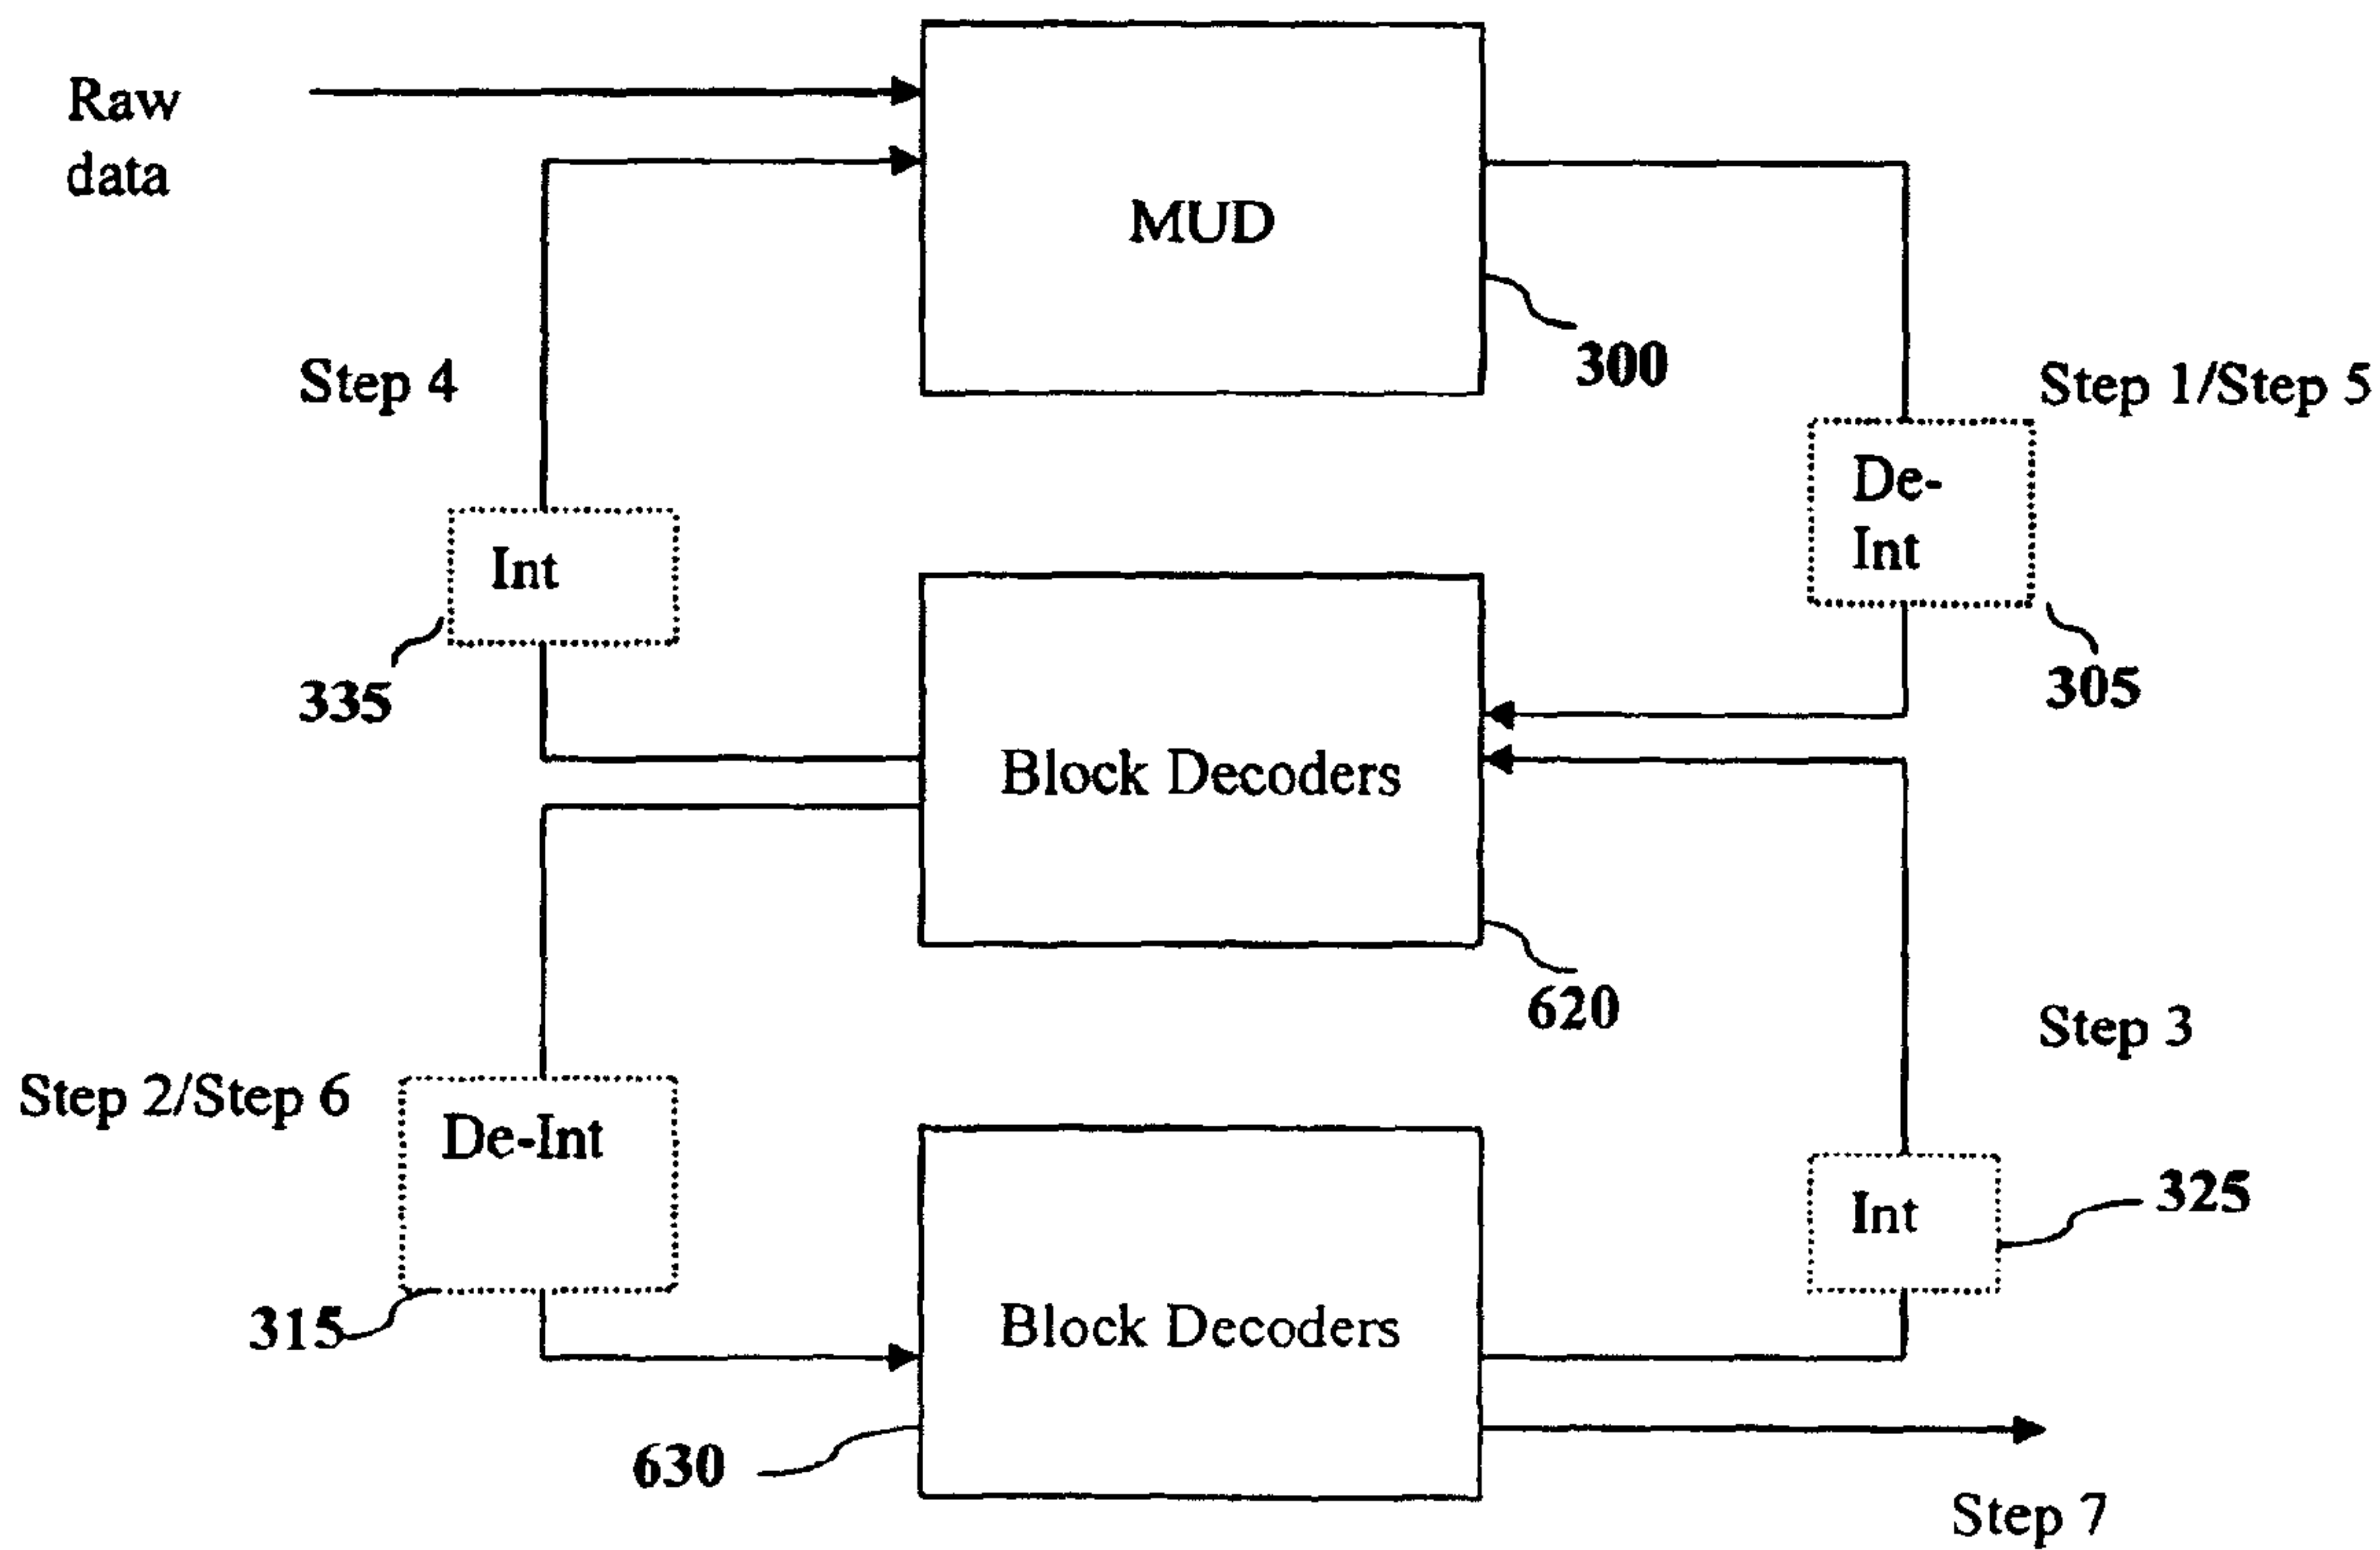 Raw
data
MUD
300
Step 4
Step 1/Step 5
De-
Int
Int
335
305
Block Decoders
620
Step 3
Step 2/Step 6
De-Int
325
Int
315
Block Decoders
630
Step 7